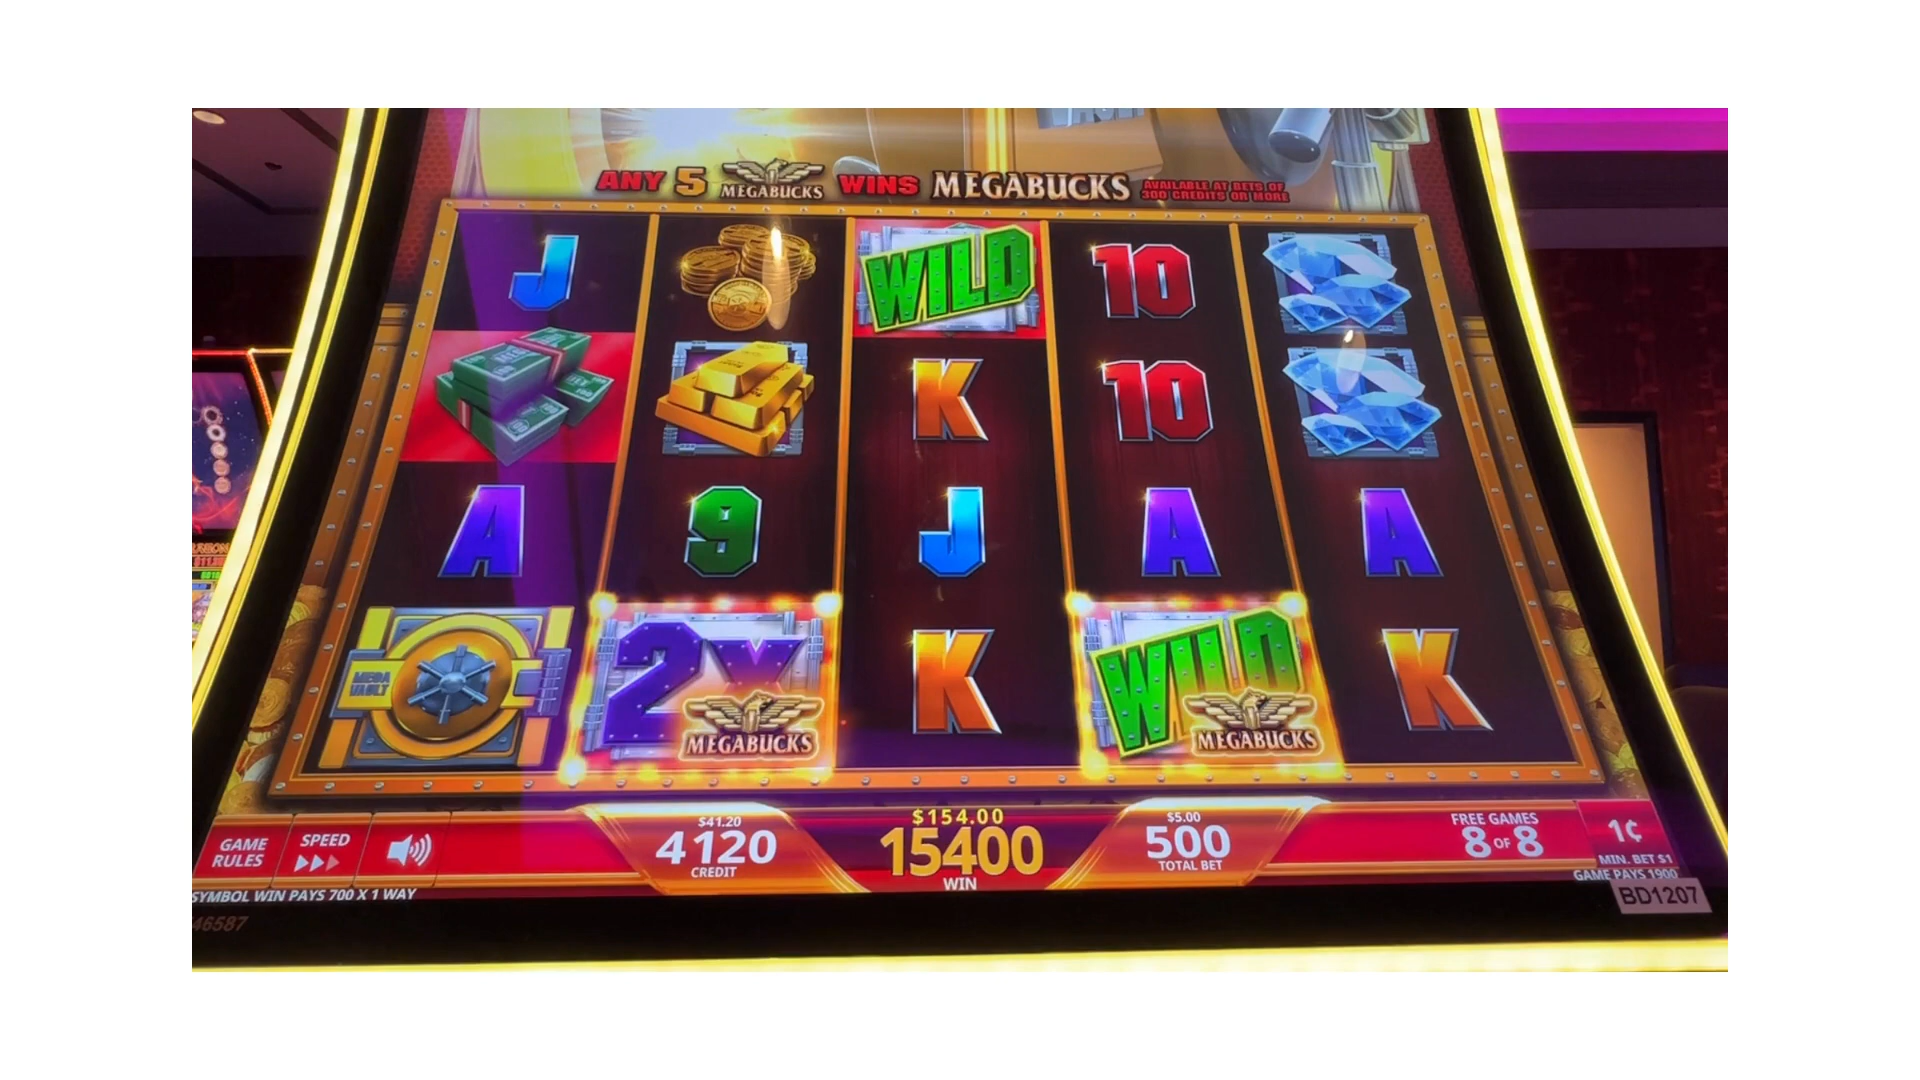 ANY 5 MEGABUCKS WINS MEGABUCKS AVAILABLE AT BETS OF
300 CREDITS OR MORE
J
WILD
10
K
10
A
9
J
A
A
MEGA
VAULT
2X
MEGABUCKS
K
WILD
MEGABUCKS
K
GAME
RULES
SPEED
$41.20
4120
CREDIT
$154.00
15400
WIN
$5.00
500
TOTAL BET
FREE GAMES
8 OF 8
1¢
MIN. BET $1
GAME PAYS 1900
SYMBOL WIN PAYS 700 X 1 WAY
BD1207
46587